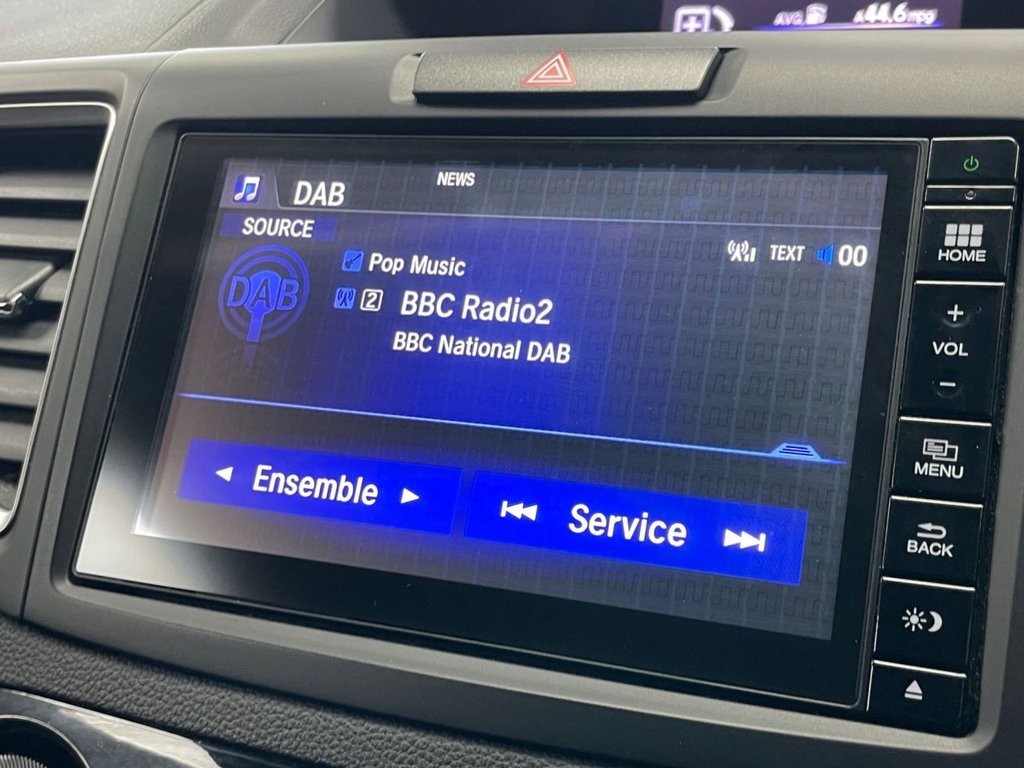 AVG. A44.6mpg
DAB
NEWS
SOURCE
TEXT 00
DAB
Pop Music
2 BBC Radio2
BBC National DAB
Ensemble
Service
HOME
+
VOL
-
MENU
BACK